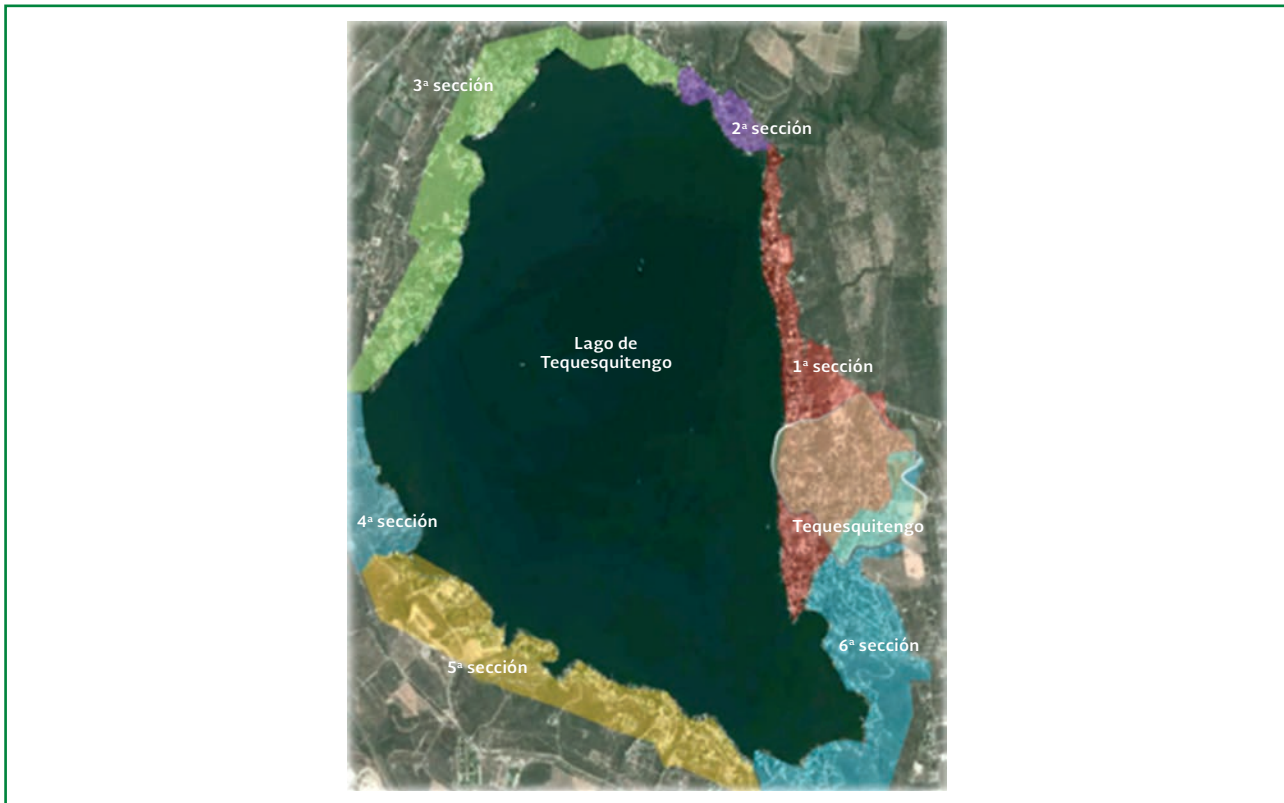 3ª sección
2ª sección
Lago de
Tequesquitengo
1ª sección
4ª sección
Tequesquitengo
6ª sección
5ª sección